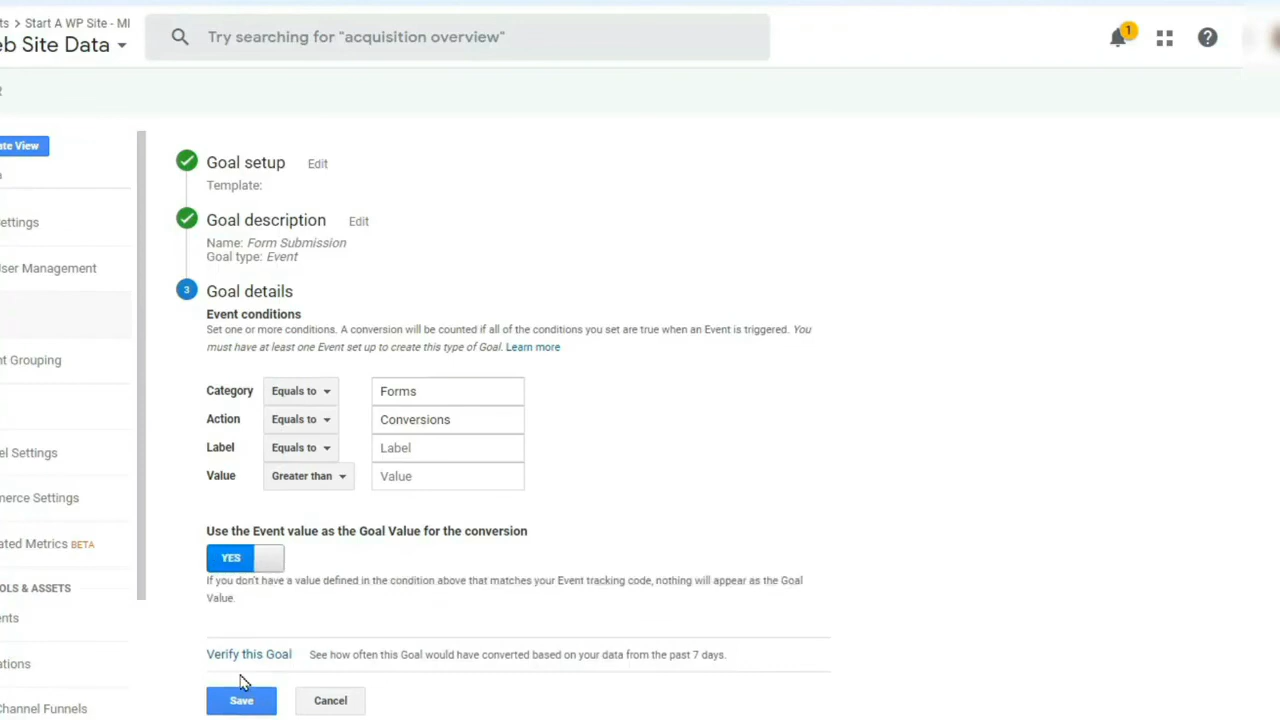 ts > Start A WP Site - MI
eb Site Data
Try searching for "acquisition overview"
1
R
ate View
Goal setup Edit
Template:
Goal description Edit
Name: Form Submission
Goal type: Event
3 Goal details
Event conditions
Set one or more conditions. A conversion will be counted if all of the conditions you set are true when an Event is triggered. You
must have at least one Event set up to create this type of Goal. Learn more
Category Equals to Forms
Action Equals to Conversions
Label Equals to Label
Value Greater than Value
Use the Event value as the Goal Value for the conversion
YES
If you don't have a value defined in the condition above that matches your Event tracking code, nothing will appear as the Goal
Value.
Verify this Goal See how often this Goal would have converted based on your data from the past 7 days.
Save Cancel
ettings
ser Management
t Grouping
el Settings
merce Settings
ated Metrics BETA
OLS & ASSETS
ents
ations
Channel Funnels